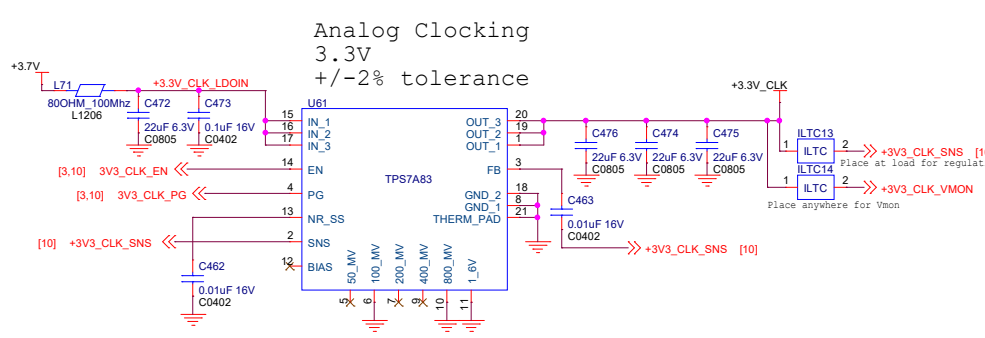 Analog Clocking
3.3V
+/-2% tolerance
+3.7V
L71
80OHM_100Mhz
L1206
+3.3V_CLK_LDOIN
C472
22uF 6.3V
C0805
C473
0.1uF 16V
C0402
U61
15
16
17
IN_1
IN_2
IN_3
[3,10] 3V3_CLK_EN
14
EN
[3,10] 3V3_CLK_PG
4
PG
13
NR_SS
[10] +3V3_CLK_SNS
2
SNS
12
BIAS
C462
0.01uF 16V
C0402
TPS7A83
50_MV
100_MV
200_MV
400_MV
800_MV
1_6V
5
6
7
9
10
11
OUT_3
OUT_2
OUT_1
20
19
1
FB
3
GND_2
GND_1
THERM_PAD
18
8
21
C463
0.01uF 16V
C0402
+3V3_CLK_SNS [10]
C476
22uF 6.3V
C0805
C474
22uF 6.3V
C0805
C475
22uF 6.3V
C0805
3.3V_CLK
ILTC13
1
ILTC
2
+3V3_CLK_SNS
Place at load for regulat
ILTC14
1
ILTC
2
+3V3_CLK_VMON
Place anywhere for Vmon